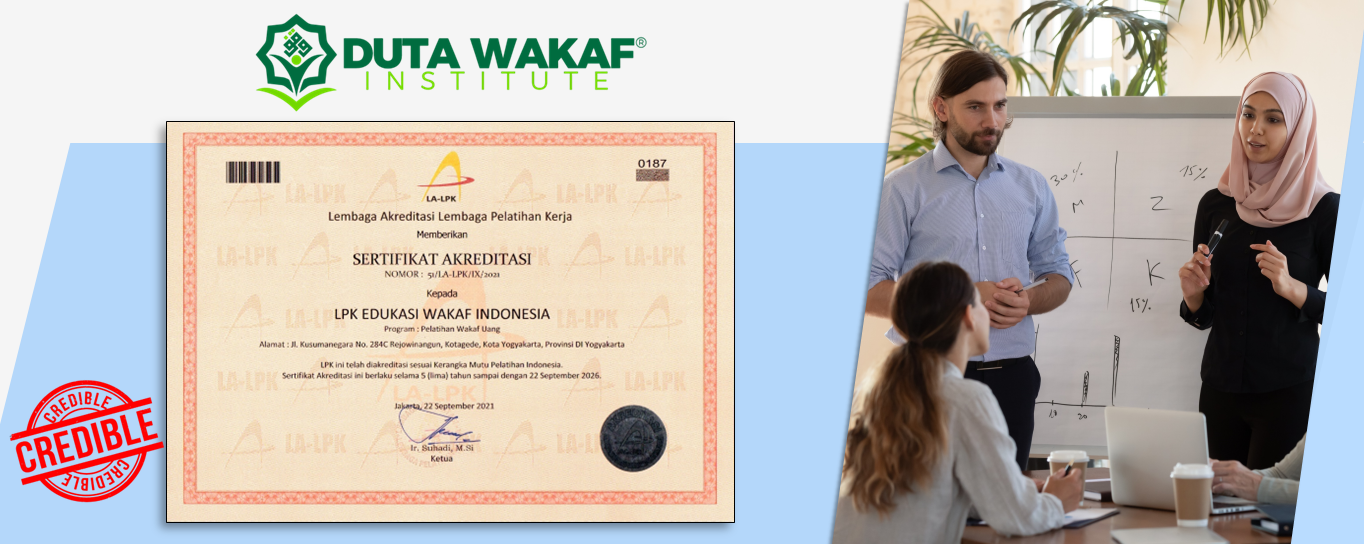 DUTA WAKAF®
INSTITUTE
0187
LA-LPK
Lembaga Akreditasi Lembaga Pelatihan Kerja
Memberikan
SERTIFIKAT AKREDITASI
NOMOR : 51/LA-LPK/IX/2021
Kepada
LPK EDUKASI WAKAF INDONESIA
Program : Pelatihan Wakaf Uang
Alamat : Jl. Kusumanegara No. 284C Rejowinangun, Kotagede, Kota Yogyakarta, Provinsi DI Yogyakarta
LPK ini telah diakreditasi sesuai Kerangka Mutu Pelatihan Indonesia.
Sertifikat Akreditasi ini berlaku selama 5 (lima) tahun sampai dengan 22 September 2026.
Jakarta, 22 September 2021
Ir. Suhadi, M.Si
Ketua
CREDIBLE
CREDIBLE
CREDIBLE
30%
15%
M
Z
F
K
15%
10
20